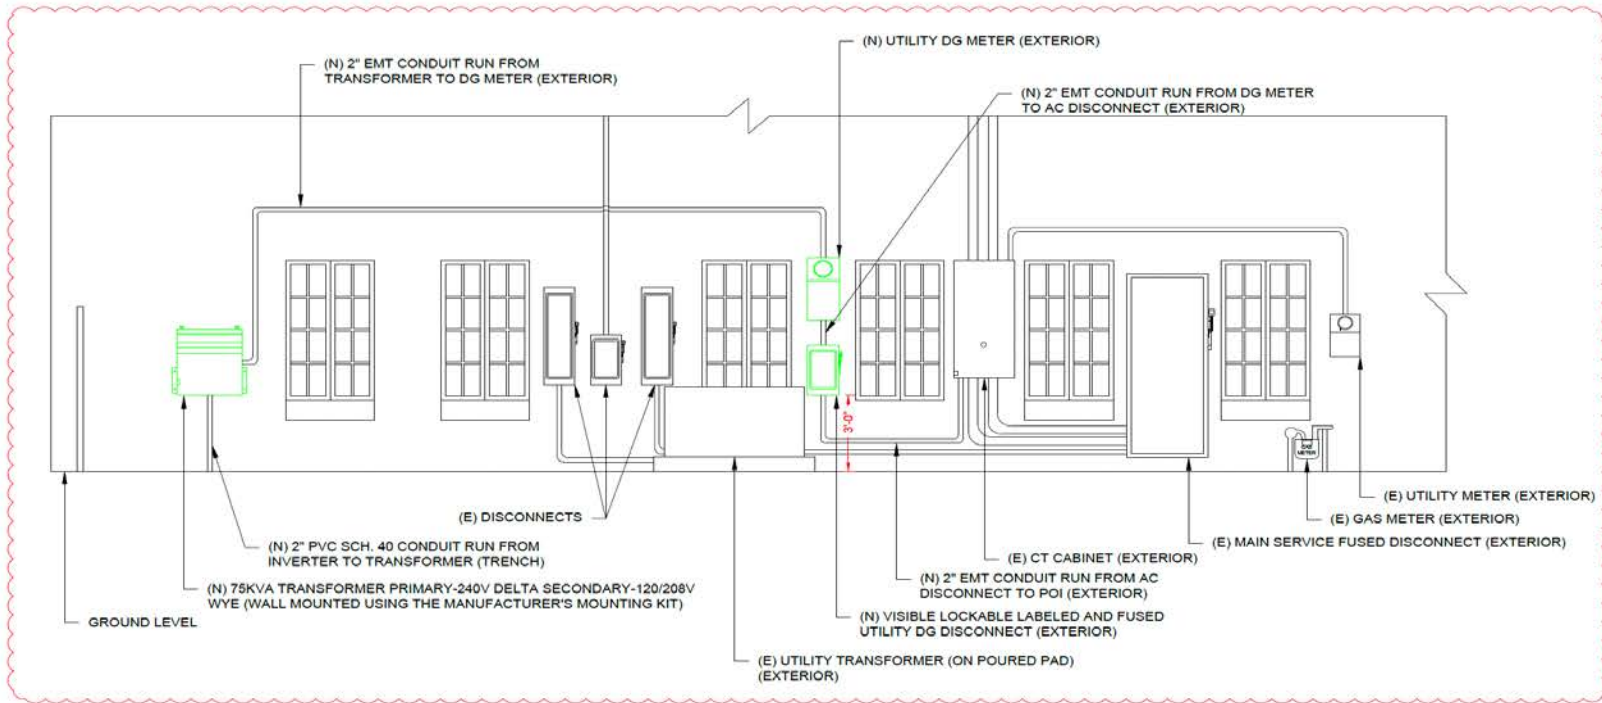 (N) UTILITY DG METER (EXTERIOR)
(N) 2" EMT CONDUIT RUN FROM
TRANSFORMER TO DG METER (EXTERIOR)
(N) 2" EMT CONDUIT RUN FROM DG METER
TO AC DISCONNECT (EXTERIOR)
3'-0"
GAS
METER
(E) UTILITY METER (EXTERIOR)
(E) DISCONNECTS
(E) GAS METER (EXTERIOR)
(E) MAIN SERVICE FUSED DISCONNECT (EXTERIOR)
(N) 2" PVC SCH. 40 CONDUIT RUN FROM
INVERTER TO TRANSFORMER (TRENCH)
(E) CT CABINET (EXTERIOR)
(N) 2" EMT CONDUIT RUN FROM AC
DISCONNECT TO POI (EXTERIOR)
(N) 75KVA TRANSFORMER PRIMARY-240V DELTA SECONDARY-120/208V
WYE (WALL MOUNTED USING THE MANUFACTURER'S MOUNTING KIT)
GROUND LEVEL
(N) VISIBLE LOCKABLE LABELED AND FUSED
UTILITY DG DISCONNECT (EXTERIOR)
(E) UTILITY TRANSFORMER (ON POURED PAD)
(EXTERIOR)